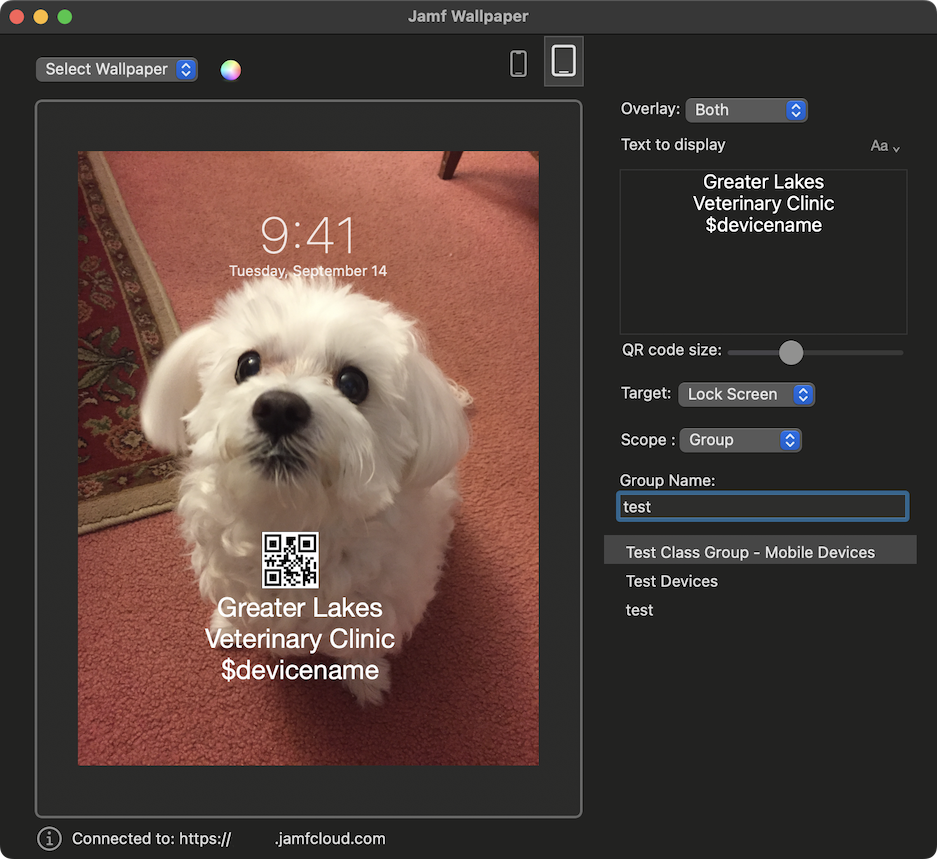 Jamf Wallpaper
Select Wallpaper
Overlay: Both
Text to display
Aa
Greater Lakes
Veterinary Clinic
$devicename
QR code size:
Target: Lock Screen
Scope : Group
Group Name:
test
Test Class Group - Mobile Devices
Test Devices
test
9:41
Tuesday, September 14
Greater Lakes
Veterinary Clinic
$devicename
Connected to: https:// .jamfcloud.com